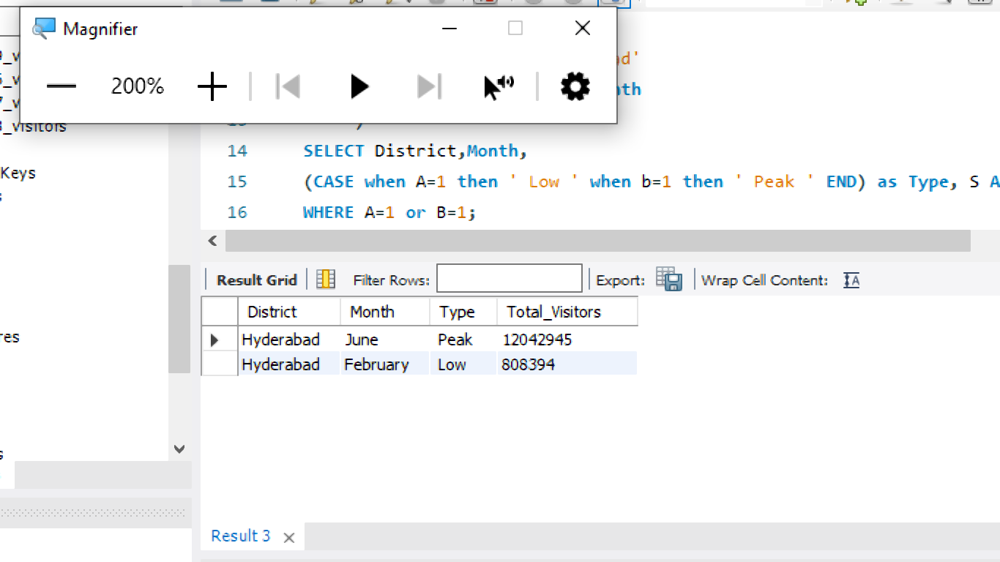 Magnifier
200%
_visitors
14 SELECT District,Month,
15 (CASE when A=1 then ' Low ' when b=1 then ' Peak ' END) as Type, S A
16 WHERE A=1 or B=1;
Keys
Result Grid Filter Rows: Export: Wrap Cell Content:
District Month Type Total_Visitors
Hyderabad June Peak 12042945
Hyderabad February Low 808394
Result 3